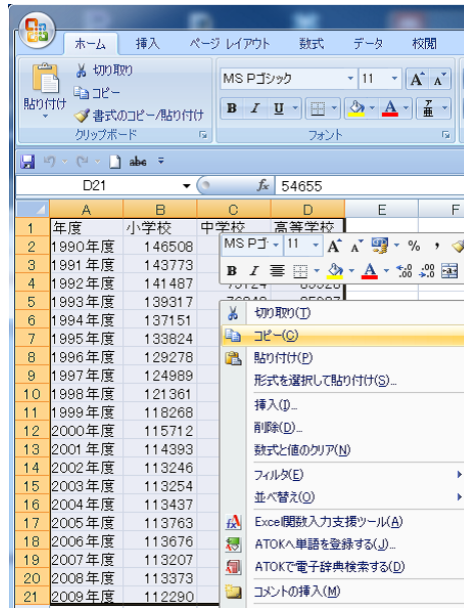 ホーム 挿入 ページ レイアウト 数式 データ 校閲
切り取り
コピー
書式のコピー/貼り付け
貼り付け
クリップボード
MS Pゴシック 11
B I U
フォント
D21 fx 54655
A B C D E F
1 年度 小学校 中学校 高等学校
2 1990年度 146508
3 1991年度 143773
4 1992年度 141487
5 1993年度 139317
6 1994年度 137151
7 1995年度 133824
8 1996年度 129278
9 1997年度 124989
10 1998年度 121361
11 1999年度 118268
12 2000年度 115712
13 2001年度 114393
14 2002年度 113246
15 2003年度 113254
16 2004年度 113437
17 2005年度 113763
18 2006年度 113676
19 2007年度 113207
20 2008年度 113373
21 2009年度 112290
MS Pゴ 11 A A % ,
B I A
切り取り(T)
コピー(C)
貼り付け(P)
形式を選択して貼り付け(S)...
挿入(I)...
削除(D)...
数式と値のクリア(N)
フィルタ(E)
並べ替え(O)
Excel関数入力支援ツール(A)
ATOKへ単語を登録する(J)...
ATOKで電子辞典検索する(D)
コメントの挿入(M)